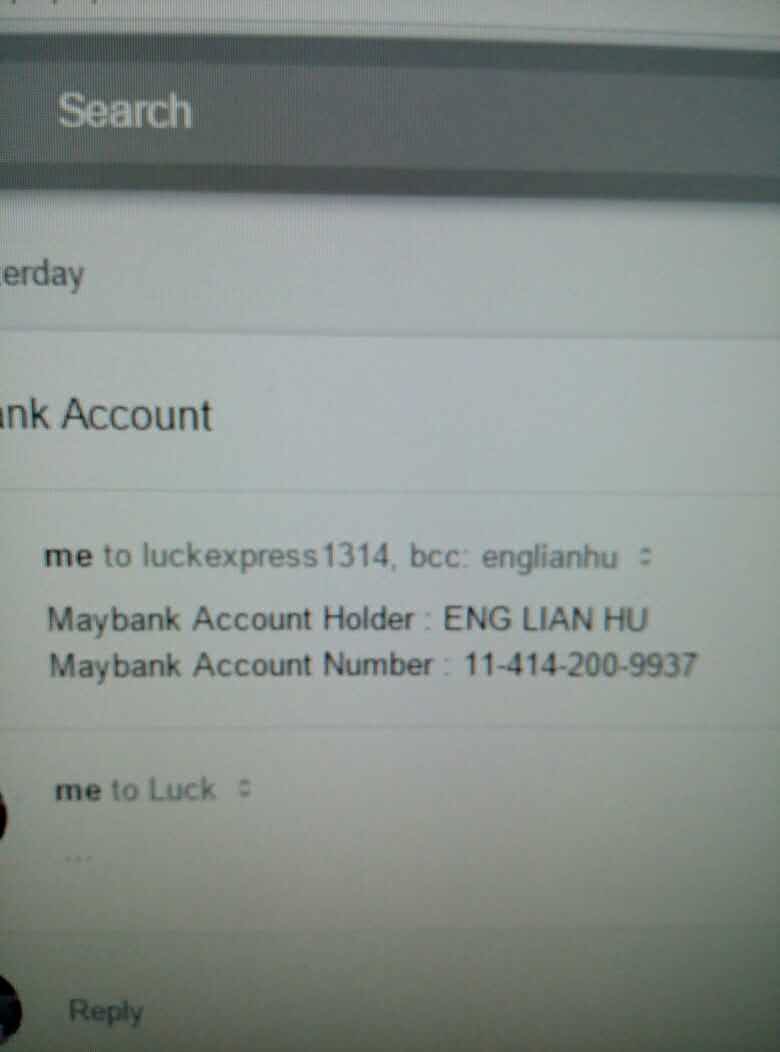 Search
erday
ank Account
me to luckexpress1314, bcc: englianhu
Maybank Account Holder : ENG LIAN HU
Maybank Account Number : 11-414-200-9937
me to Luck
...
Reply